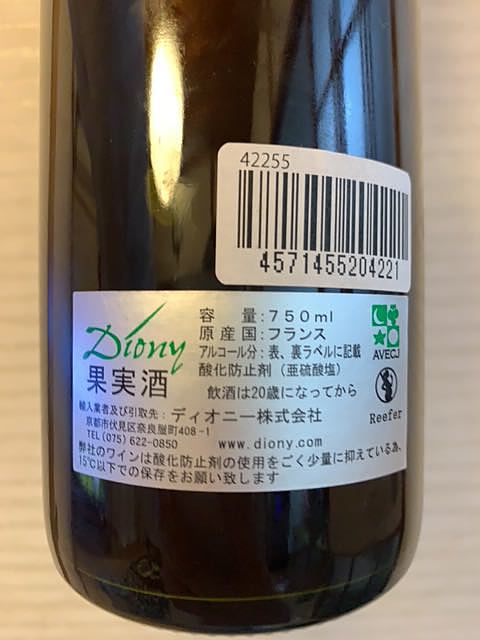 42255
4571455204221
Diony
果実酒
容 量:750ml
原産国:フランス
アルコール分:表、裏ラベルに記載
酸化防止剤(亜硫酸塩)
飲酒は20歳になってから
AVECJ
Reefer
輸入業者及び引取先:ディオニー株式会社
京都市伏見区奈良屋町408-1
TEL(075)622-0850 www.diony.com
弊社のワインは酸化防止剤の使用をごく少量に抑えている為、
15℃以下での保存をお願い致します